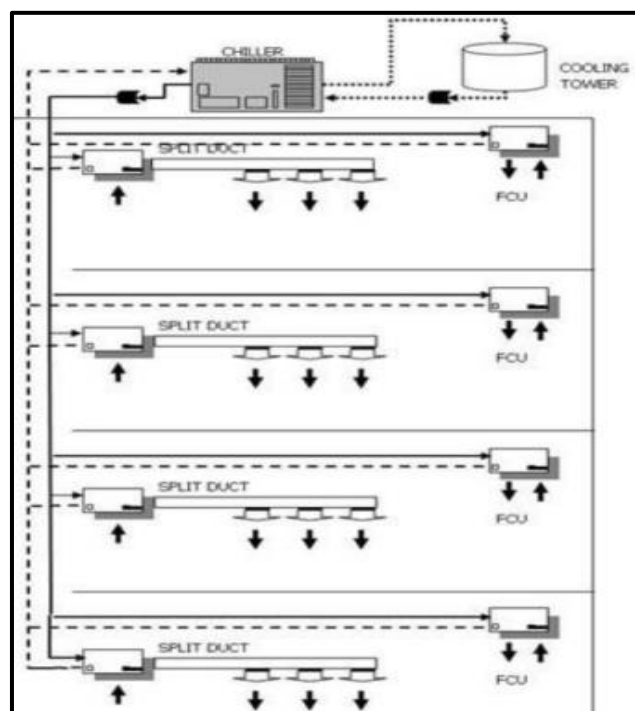 CHILLER
COOLING
TOWER
SPLIT DUCT
FCU
SPLIT DUCT
FCU
SPLIT DUCT
FCU
SPLIT DUCT
FCU